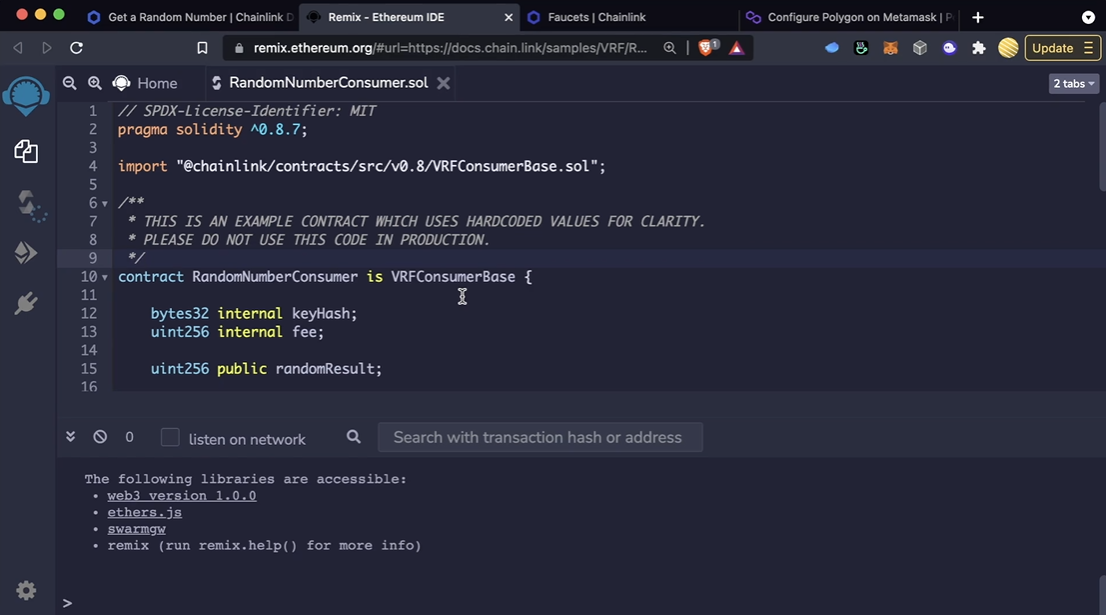 Get a Random Number | Chainlink D
Remix - Ethereum IDE
Faucets | Chainlink
Configure Polygon on Metamask | P
remix.ethereum.org/#url=https://docs.chain.link/samples/VRF/R...
1
Update
Home
RandomNumberConsumer.sol
2 tabs
1 // SPDX-License-Identifier: MIT
2 pragma solidity ^0.8.7;
3
4 import "@chainlink/contracts/src/v0.8/VRFConsumerBase.sol";
5
6 /**
7 * THIS IS AN EXAMPLE CONTRACT WHICH USES HARDCODED VALUES FOR CLARITY.
8 * PLEASE DO NOT USE THIS CODE IN PRODUCTION.
9 */
10 contract RandomNumberConsumer is VRFConsumerBase {
11
12 bytes32 internal keyHash;
13 uint256 internal fee;
14
15 uint256 public randomResult;
16
0
listen on network
Search with transaction hash or address
The following libraries are accessible:
• web3 version 1.0.0
• ethers.js
• swarmgw
• remix (run remix.help() for more info)
>